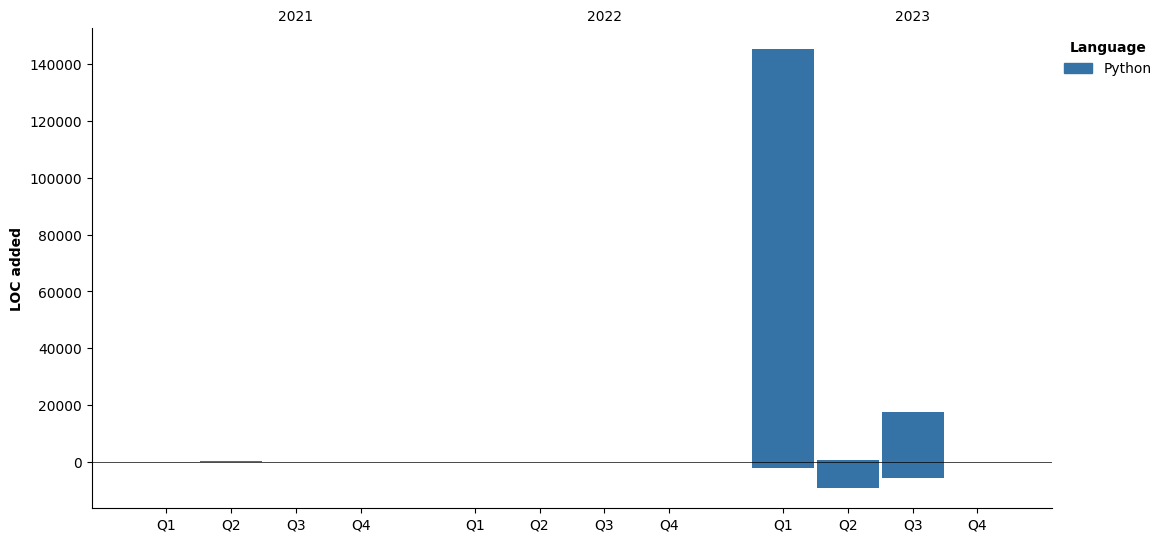 2021 2022 2023
Language
Python
LOC added
140000
120000
100000
80000
60000
40000
20000
0
Q1 Q2 Q3 Q4 Q1 Q2 Q3 Q4 Q1 Q2 Q3 Q4